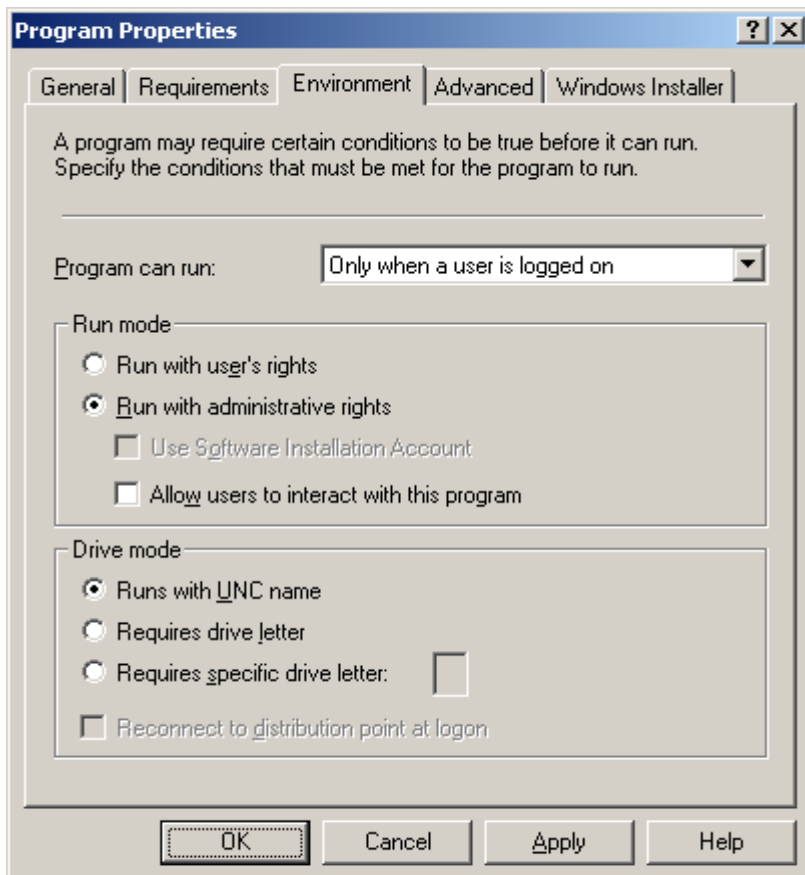 Program Properties
General Requirements Environment Advanced Windows Installer
A program may require certain conditions to be true before it can run.
Specify the conditions that must be met for the program to run.
Program can run: Only when a user is logged on
Run mode
Run with user's rights
Run with administrative rights
Use Software Installation Account
Allow users to interact with this program
Drive mode
Runs with UNC name
Requires drive letter
Requires specific drive letter:
Reconnect to distribution point at logon
OK Cancel Apply Help